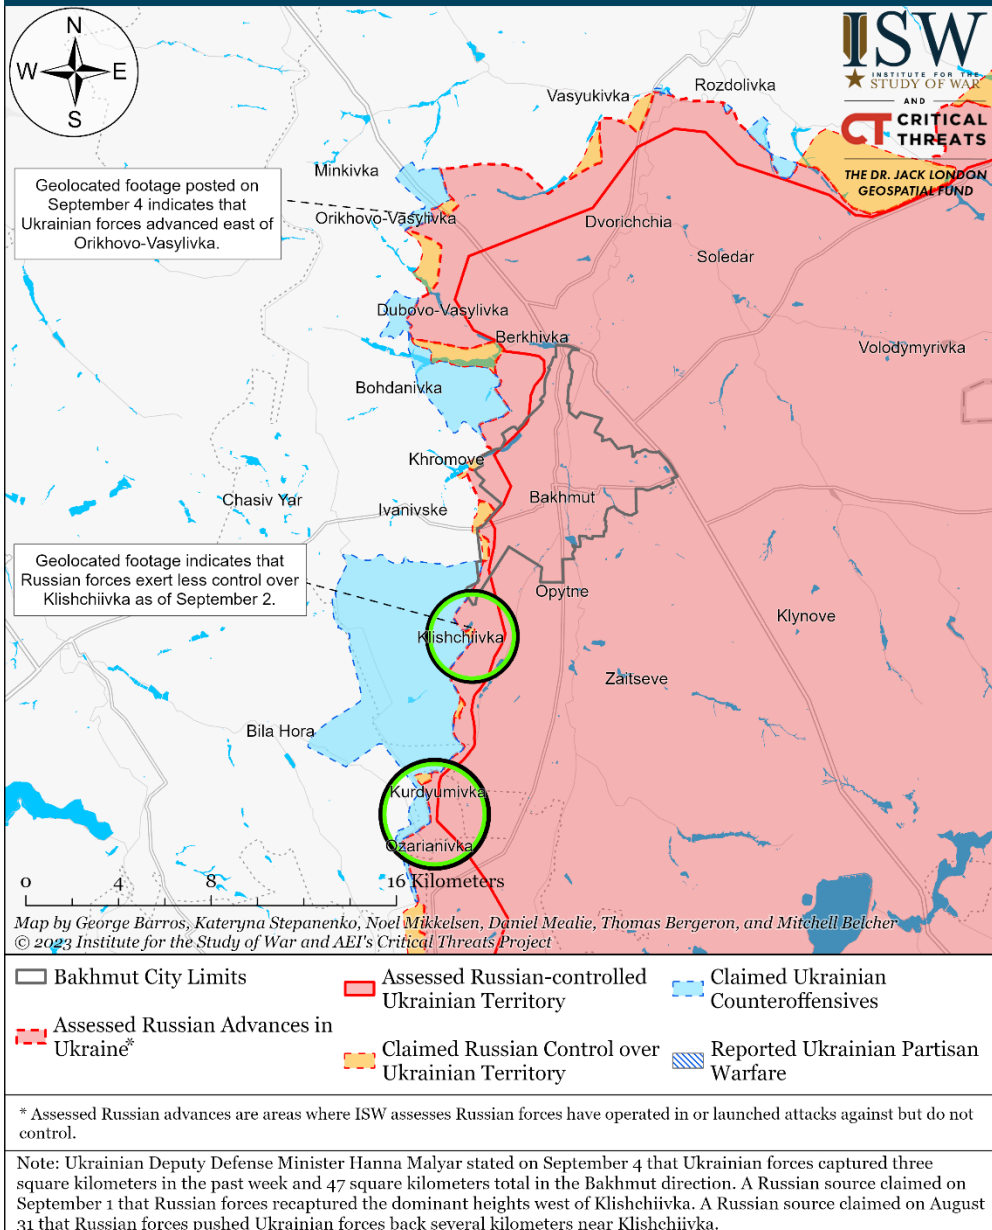 N
W
E
S
ISW
INSTITUTE FOR THE
STUDY OF WAR
AND
CT CRITICAL
THREATS
THE DR. JACK LONDON
GEOSPATIAL FUND
Vasyukivka
Rozdolivka
Minkivka
Geolocated footage posted on
September 4 indicates that
Ukrainian forces advanced east of
Orikhovo-Vasylivka.
Orikhovo-Vasylivka
Dvorichchia
Soledar
Dubovo-Vasylivka
Berkhivka
Volodymyrivka
Bohdanivka
Khromove
Chasiv Yar
Ivanivske
Bakhmut
Geolocated footage indicates that
Russian forces exert less control over
Klishchiivka as of September 2.
Opytne
Klynove
Klishchiivka
Zaitseve
Bila Hora
Kurdyumivka
Ozarianivka
0 4 8 16 Kilometers
Map by George Barros, Kateryna Stepanenko, Noel Mikkelsen, Daniel Mealie, Thomas Bergeron, and Mitchell Belcher
© 2023 Institute for the Study of War and AEI's Critical Threats Project
Bakhmut City Limits
Assessed Russian Advances in
Ukraine*
Assessed Russian-controlled
Ukrainian Territory
Claimed Russian Control over
Ukrainian Territory
Claimed Ukrainian
Counteroffensives
Reported Ukrainian Partisan
Warfare
* Assessed Russian advances are areas where ISW assesses Russian forces have operated in or launched attacks against but do not
control.
Note: Ukrainian Deputy Defense Minister Hanna Malyar stated on September 4 that Ukrainian forces captured three
square kilometers in the past week and 47 square kilometers total in the Bakhmut direction. A Russian source claimed on
September 1 that Russian forces recaptured the dominant heights west of Klishchiivka. A Russian source claimed on August
31 that Russian forces pushed Ukrainian forces back several kilometers near Klishchiivka.